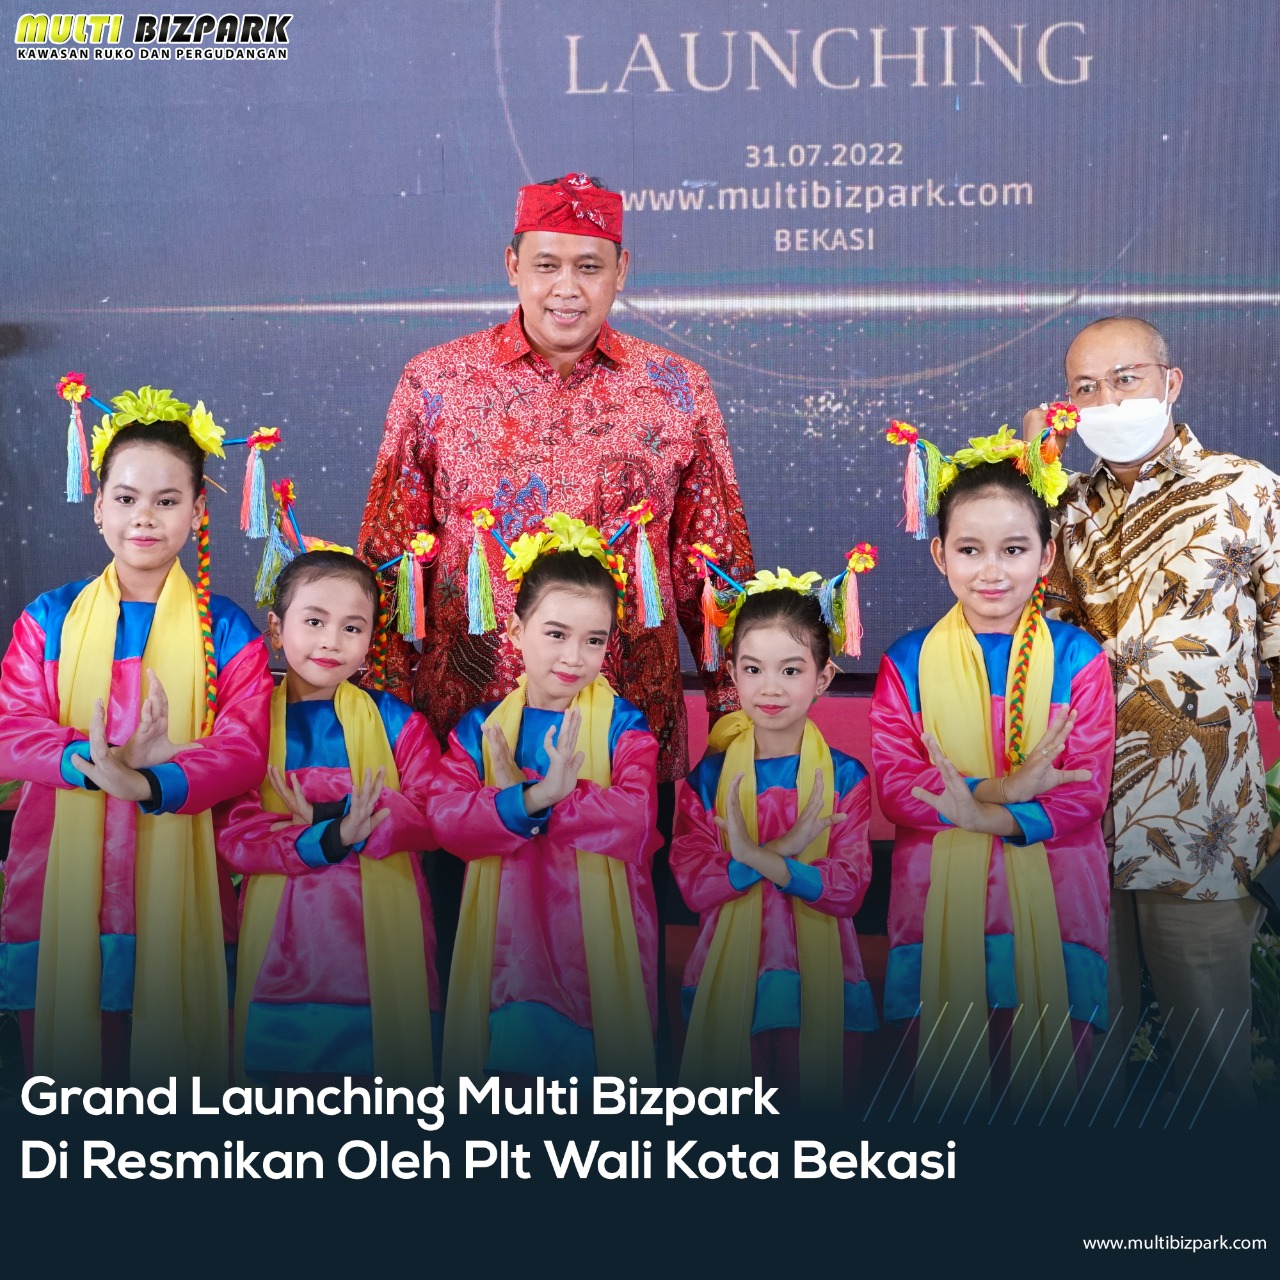 MULTI BIZPARK
KAWASAN RUKO DAN PERGUDANGAN
LAUNCHING
31.07.2022
www.multibizpark.com
BEKASI
Grand Launching Multi Bizpark
Di Resmikan Oleh Plt Wali Kota Bekasi
www.multibizpark.com